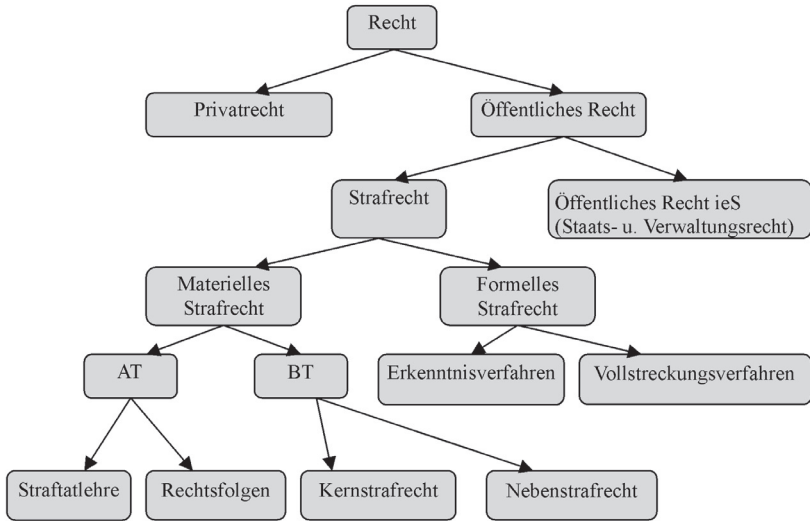 Recht
Privatrecht
Öffentliches Recht
Strafrecht
Öffentliches Recht ieS
(Staats- u. Verwaltungsrecht)
Materielles
Strafrecht
Formelles
Strafrecht
AT
BT
Erkenntnisverfahren
Vollstreckungsverfahren
Straftatlehre
Rechtsfolgen
Kernstrafrecht
Nebenstrafrecht